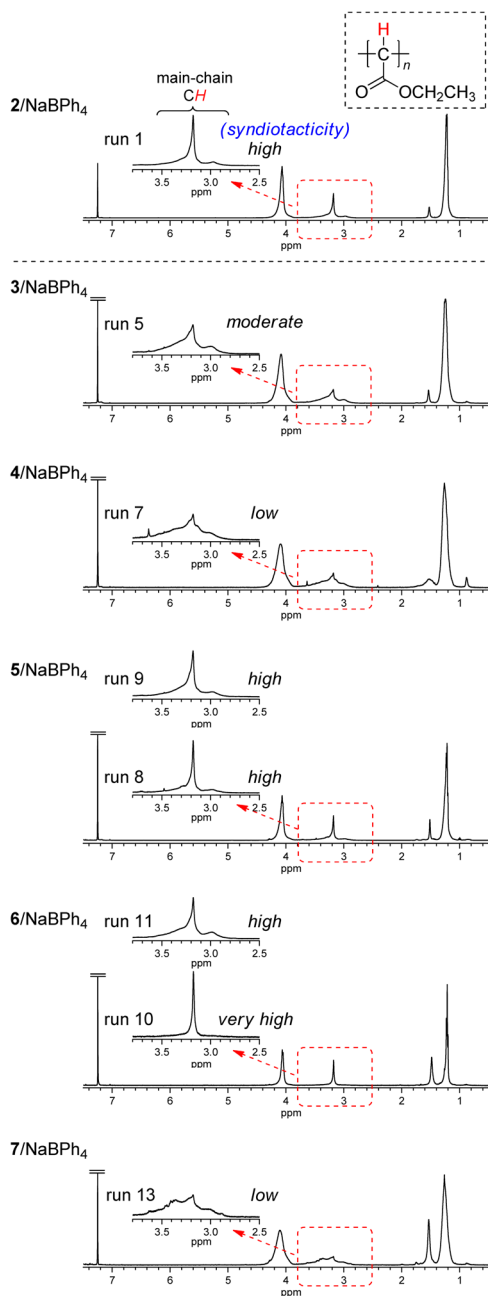 H
C
n
O
OCH2CH3
main-chain
CH
2/NaBPh4
(syndiotacticity)
run 1
high
3.5 3.0 2.5
ppm
7 6 5 4 3 2 1
ppm
3/NaBPh4
run 5
moderate
3.5 3.0 2.5
ppm
7 6 5 4 3 2 1
ppm
4/NaBPh4
run 7
low
3.5 3.0 2.5
ppm
7 6 5 4 3 2 1
ppm
5/NaBPh4
run 9
high
3.5 3.0 2.5
ppm
run 8
high
3.5 3.0 2.5
ppm
7 6 5 4 3 2 1
ppm
6/NaBPh4
run 11
high
3.5 3.0 2.5
ppm
run 10
very high
3.5 3.0 2.5
ppm
7 6 5 4 3 2 1
ppm
7/NaBPh4
run 13
low
3.5 3.0 2.5
ppm
7 6 5 4 3 2 1
ppm